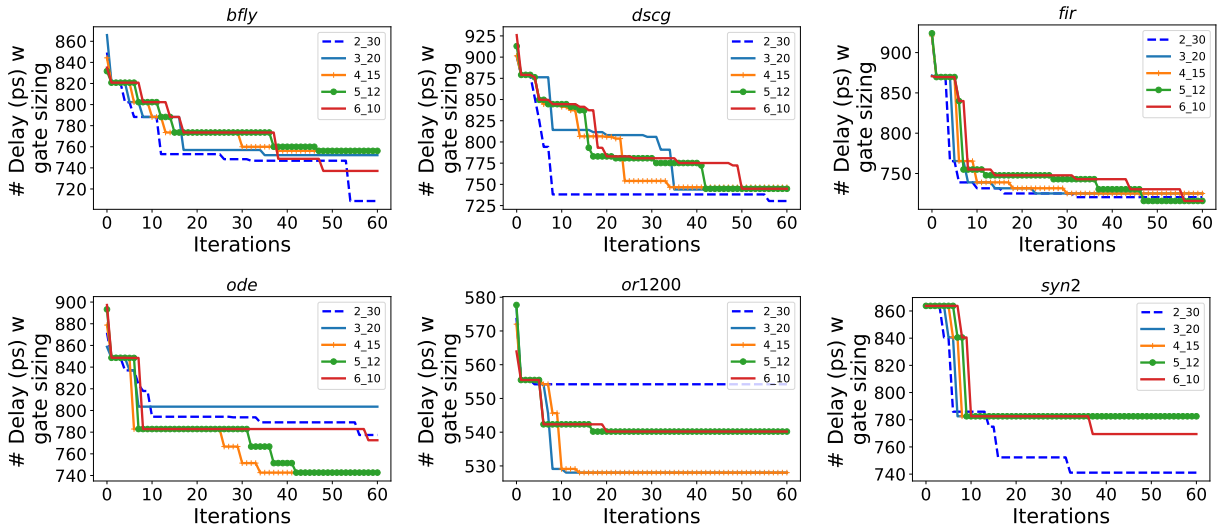 bfly
# Delay (ps) w
gate sizing
860
840
820
800
780
760
740
720
0 10 20 30 40 50 60
Iterations
2_30
3_20
4_15
5_12
6_10
dscg
# Delay (ps) w
gate sizing
925
900
875
850
825
800
775
750
725
0 10 20 30 40 50 60
Iterations
2_30
3_20
4_15
5_12
6_10
fir
# Delay (ps) w
gate sizing
900
850
800
750
0 10 20 30 40 50 60
Iterations
2_30
3_20
4_15
5_12
6_10
ode
# Delay (ps) w
gate sizing
900
880
860
840
820
800
780
760
740
0 10 20 30 40 50 60
Iterations
2_30
3_20
4_15
5_12
6_10
or1200
# Delay (ps) w
gate sizing
580
570
560
550
540
530
0 10 20 30 40 50 60
Iterations
2_30
3_20
4_15
5_12
6_10
syn2
# Delay (ps) w
gate sizing
860
840
820
800
780
760
740
0 10 20 30 40 50 60
Iterations
2_30
3_20
4_15
5_12
6_10